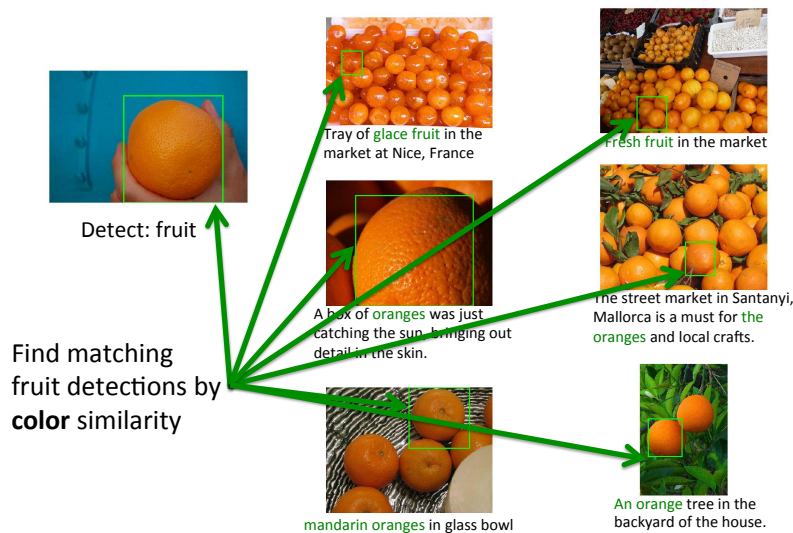 Tray of glace fruit in the
market at Nice, France
Fresh fruit in the market
Detect: fruit
A box of oranges was just
catching the sun, bringing out
detail in the skin.
The street market in Santanyi,
Mallorca is a must for the
oranges and local crafts.
Find matching
fruit detections by
color similarity
mandarin oranges in glass bowl
An orange tree in the
backyard of the house.